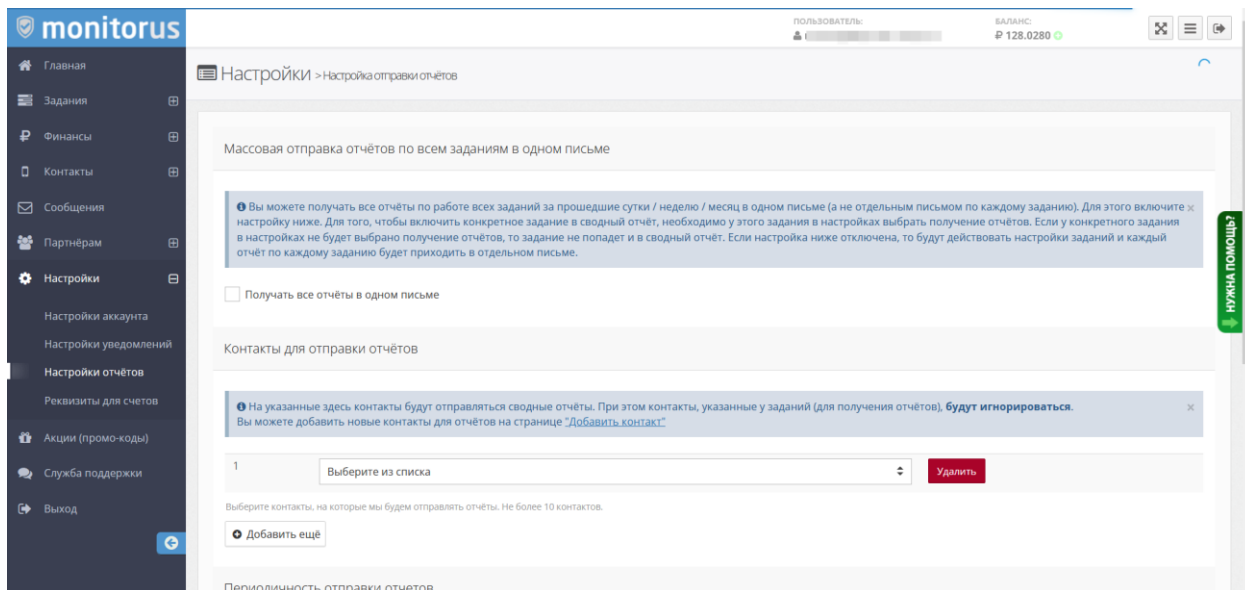 monitorus
ПОЛЬЗОВАТЕЛЬ:
БАЛАНС:
₽ 128.0280
Главная
Задания
Финансы
Контакты
Сообщения
Партнёрам
Настройки
Настройки аккаунта
Настройки уведомлений
Настройки отчётов
Реквизиты для счетов
Акции (промо-коды)
Служба поддержки
Выход
Настройки > Настройка отправки отчётов
Массовая отправка отчётов по всем заданиям в одном письме
Вы можете получать все отчёты по работе всех заданий за прошедшие сутки / неделю / месяц в одном письме (а не отдельным письмом по каждому заданию). Для этого включите
настройку ниже. Для того, чтобы включить конкретное задание в сводный отчёт, необходимо у этого задания в настройках выбрать получение отчётов. Если у конкретного задания
в настройках не будет выбрано получение отчётов, то задание не попадет и в сводный отчёт. Если настройка ниже отключена, то будут действовать настройки заданий и каждый
отчёт по каждому заданию будет приходить в отдельном письме.
Получать все отчёты в одном письме
Контакты для отправки отчётов
На указанные здесь контакты будут отправляться сводные отчёты. При этом контакты, указанные у заданий (для получения отчётов), будут игнорироваться.
Вы можете добавить новые контакты для отчётов на странице "Добавить контакт"
1
Выберите из списка
Удалить
Выберите контакты, на которые мы будем отправлять отчёты. Не более 10 контактов.
Добавить ещё
Периодичность отправки отчетов
НУЖНА ПОМОЩЬ?